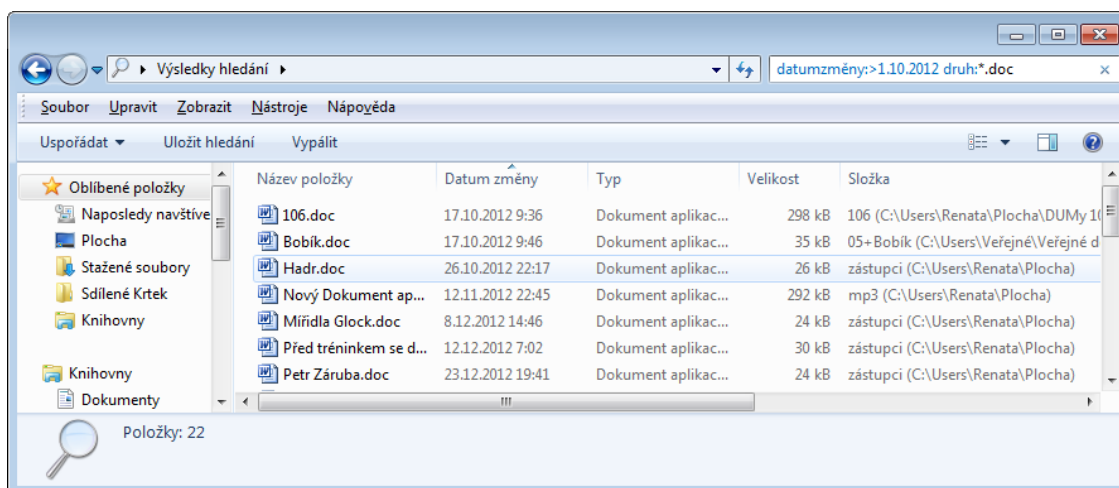 Výsledky hledání
datumzměny:>1.10.2012 druh:*.doc
Soubor Upravit Zobrazit Nástroje Nápověda
Uspořádat Uložit hledání Vypálit
Oblíbené položky
Naposledy navštíve
Plocha
Stažené soubory
Sdílené Krtek
Knihovny
Knihovny
Dokumenty
Název položky Datum změny Typ Velikost Složka
106.doc 17.10.2012 9:36 Dokument aplikac... 298 kB 106 (C:\Users\Renata\Plocha\DUMy 10
Bobík.doc 17.10.2012 9:46 Dokument aplikac... 35 kB 05+Bobík (C:\Users\Veřejné\Veřejné d
Hadr.doc 26.10.2012 22:17 Dokument aplikac... 26 kB zástupci (C:\Users\Renata\Plocha)
Nový Dokument ap... 12.11.2012 22:45 Dokument aplikac... 292 kB mp3 (C:\Users\Renata\Plocha)
Mířidla Glock.doc 8.12.2012 14:46 Dokument aplikac... 24 kB zástupci (C:\Users\Renata\Plocha)
Před tréninkem se d... 12.12.2012 7:02 Dokument aplikac... 30 kB zástupci (C:\Users\Renata\Plocha)
Petr Záruba.doc 23.12.2012 19:41 Dokument aplikac... 24 kB zástupci (C:\Users\Renata\Plocha)
Položky: 22